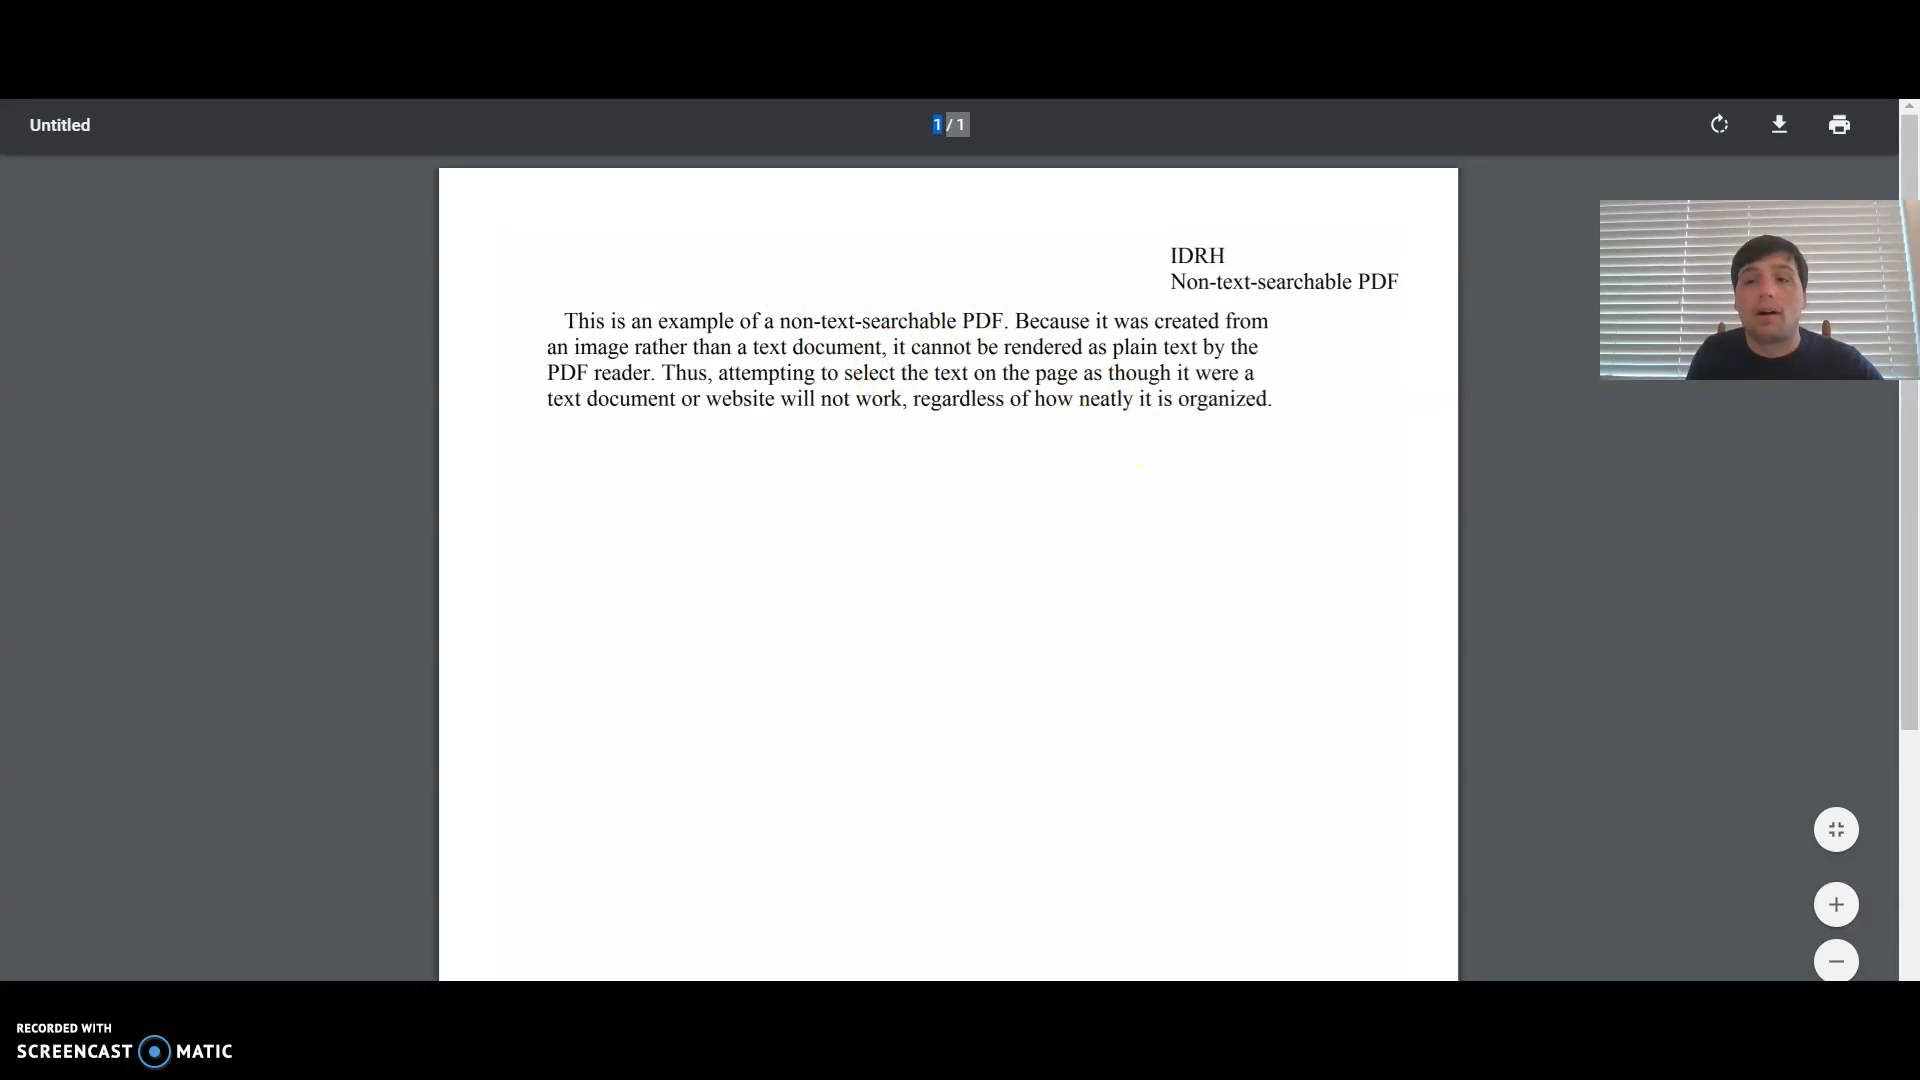 Untitled
1 / 1
IDRH
Non-text-searchable PDF
This is an example of a non-text-searchable PDF. Because it was created from
an image rather than a text document, it cannot be rendered as plain text by the
PDF reader. Thus, attempting to select the text on the page as though it were a
text document or website will not work, regardless of how neatly it is organized.
RECORDED WITH
SCREENCAST MATIC